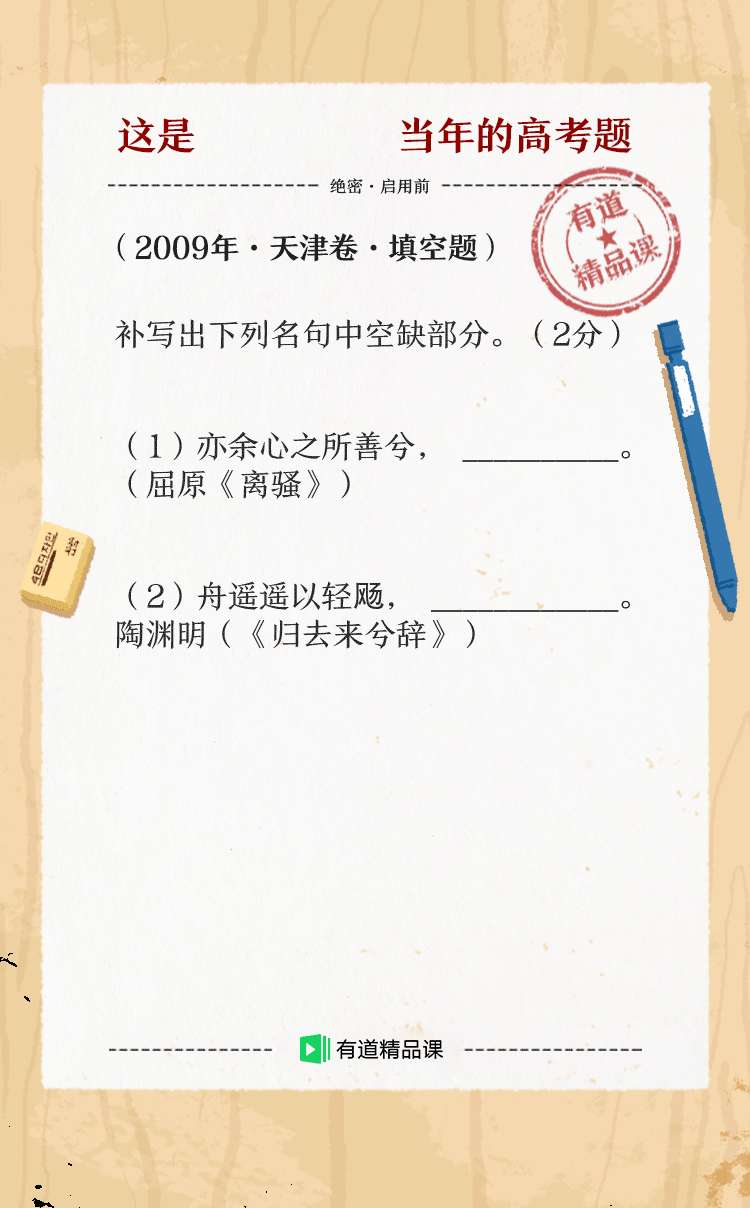 这是 当年的高考题
绝密·启用前
有道
精品课
（2009年·天津卷·填空题）
补写出下列名句中空缺部分。（2分）
（1）亦余心之所善兮， __________。
（屈原《离骚》）
（2）舟遥遥以轻飏， ____________。
陶渊明（《归去来兮辞》）
有道精品课